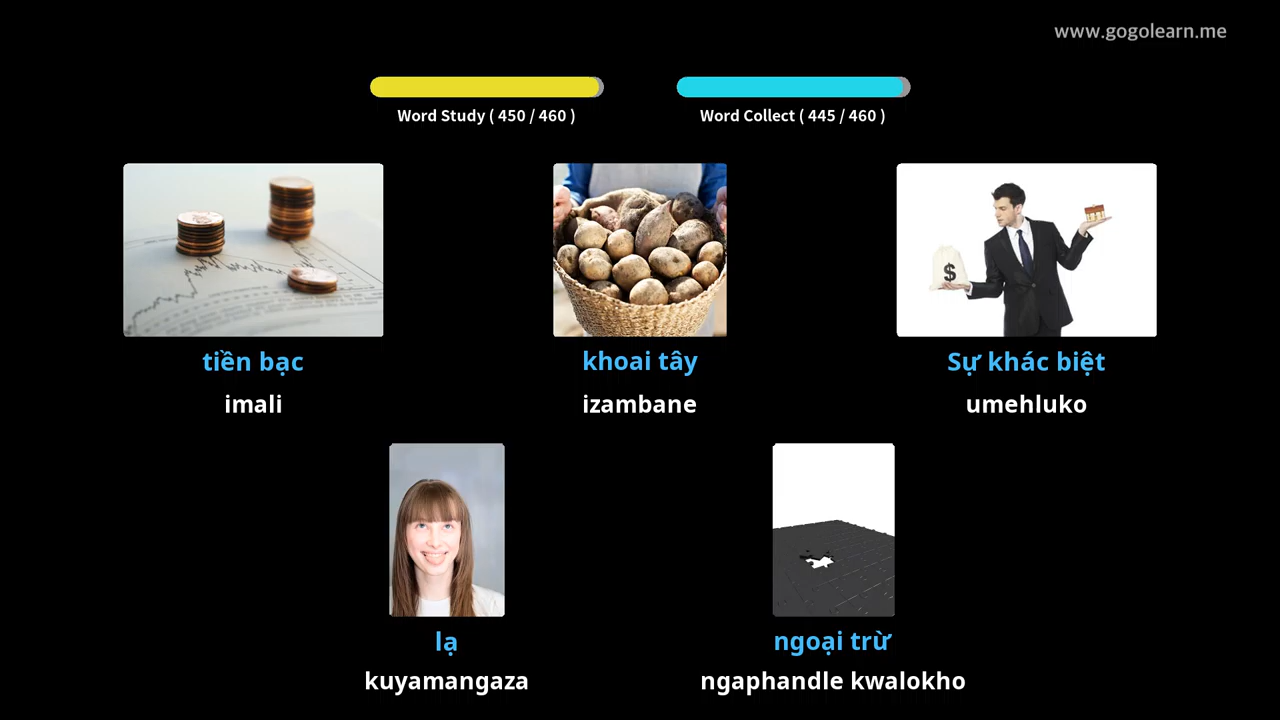 www.gogolearn.me
Word Study ( 450 / 460 )
Word Collect ( 445 / 460 )
tiền bạc
imali
khoai tây
izambane
Sự khác biệt
umehluko
$
lạ
kuyamangaza
ngoại trừ
ngaphandle kwalokho